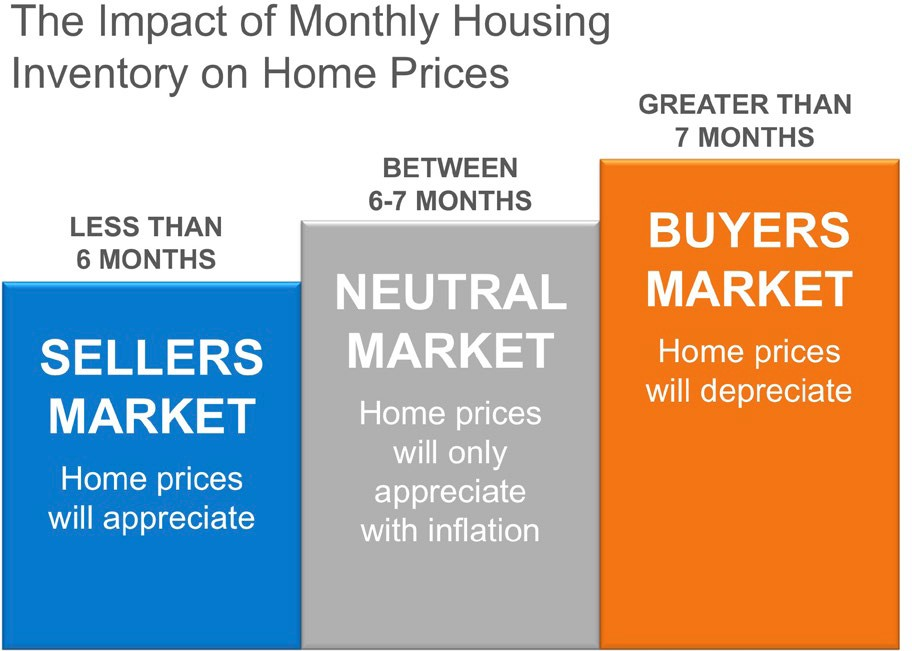 The Impact of Monthly Housing
Inventory on Home Prices
LESS THAN
6 MONTHS
SELLERS
MARKET
Home prices
will appreciate
BETWEEN
6-7 MONTHS
NEUTRAL
MARKET
Home prices
will only
appreciate
with inflation
GREATER THAN
7 MONTHS
BUYERS
MARKET
Home prices
will depreciate